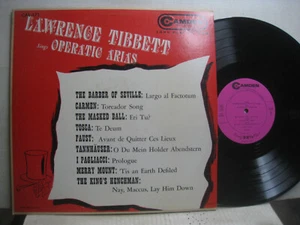 CAMDEN
LAWRENCE TIBBETT
Sings OPERATIC ARIAS
THE BARBER OF SEVILLE: Largo al Factotum
CARMEN: Toreador Song
THE MASKED BALL: Eri Tu?
TOSCA: Te Deum
FAUST: Avant de Quitter Ces Lieux
TANNHÄUSER: O Du Mein Holder Abendstern
I PAGLIACCI: Prologue
MERRY MOUNT: 'Tis an Earth Defiled
THE KING'S HENCHMAN:
Nay, Maccus, Lay Him Down
CAMDEN